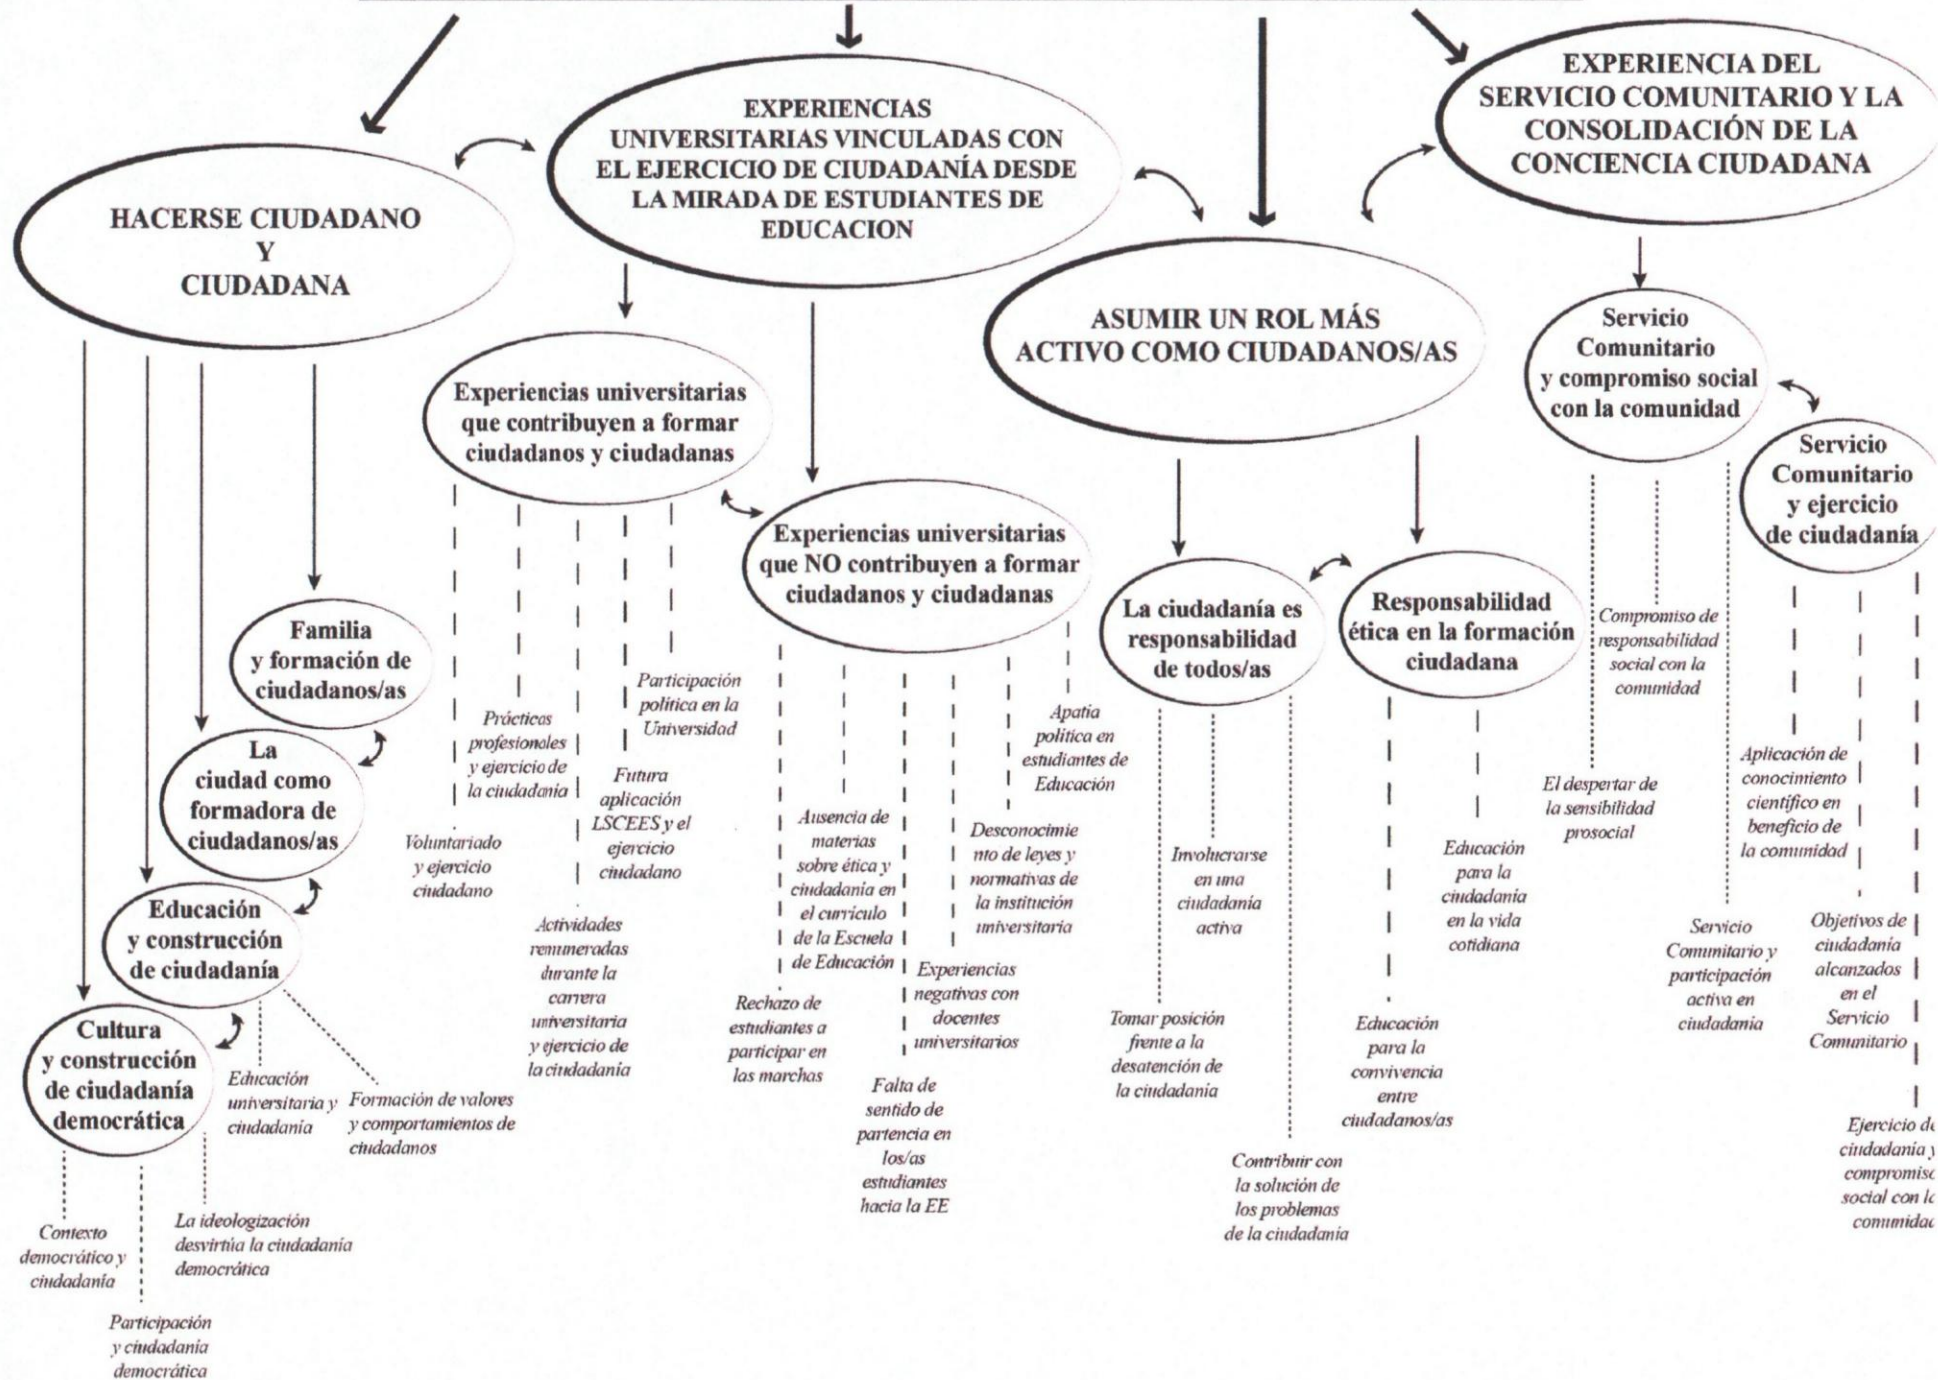 HACERSE CIUDADANO
Y
CIUDADANA
EXPERIENCIAS
UNIVERSITARIAS VINCULADAS CON
EL EJERCICIO DE CIUDADANÍA DESDE
LA MIRADA DE ESTUDIANTES DE
EDUCACION
ASUMIR UN ROL MÁS
ACTIVO COMO CIUDADANOS/AS
EXPERIENCIA DEL
SERVICIO COMUNITARIO Y LA
CONSOLIDACIÓN DE LA
CONCIENCIA CIUDADANA
Familia
y formación de
ciudadanos/as
La
ciudad como
formadora de
ciudadanos/as
Educación
y construcción
de ciudadanía
Cultura
y construcción
de ciudadanía
democrática
Educación
universitaria y
ciudadanía
Formación de valores
y comportamientos de
ciudadanos
Contexto
democrático y
ciudadanía
Participación
y ciudadanía
democrática
La ideologización
desvirtúa la ciudadanía
democrática
Experiencias universitarias
que contribuyen a formar
ciudadanos y ciudadanas
Voluntariado
y ejercicio
ciudadano
Prácticas
profesionales
y ejercicio de
la ciudadanía
Actividades
remuneradas
durante la
carrera
universitaria
y ejercicio de
la ciudadanía
Futura
aplicación
LSCEES y el
ejercicio
ciudadano
Participación
política en la
Universidad
Experiencias universitarias
que NO contribuyen a formar
ciudadanos y ciudadanas
Rechazo de
estudiantes a
participar en
las marchas
Ausencia de
materias
sobre ética y
ciudadanía en
el currículo
de la Escuela
de Educación
Falta de
sentido de
partencia en
los/as
estudiantes
hacia la EE
Experiencias
negativas con
docentes
universitarios
Desconocimie
nto de leyes y
normativas de
la institución
universitaria
Apatía
política en
estudiantes de
Educación
La ciudadanía es
responsabilidad
de todos/as
Tomar posición
frente a la
desatención de
la ciudadanía
Involucrarse
en una
ciudadanía
activa
Contribuir con
la solución de
los problemas
de la ciudadanía
Responsabilidad
ética en la formación
ciudadana
Educación
para la
convivencia
entre
ciudadanos/as
Educación
para la
ciudadanía
en la vida
cotidiana
Servicio
Comunitario
y compromiso social
con la comunidad
El despertar de
la sensibilidad
prosocial
Compromiso de
responsabilidad
social con la
comunidad
Servicio
Comunitario y
participación
activa en
ciudadanía
Servicio
Comunitario
y ejercicio
de ciudadanía
Aplicación de
conocimiento
científico en
beneficio de
la comunidad
Objetivos de
ciudadanía
alcanzados
en el
Servicio
Comunitario
Ejercicio de
ciudadanía y
compromiso
social con la
comunidad